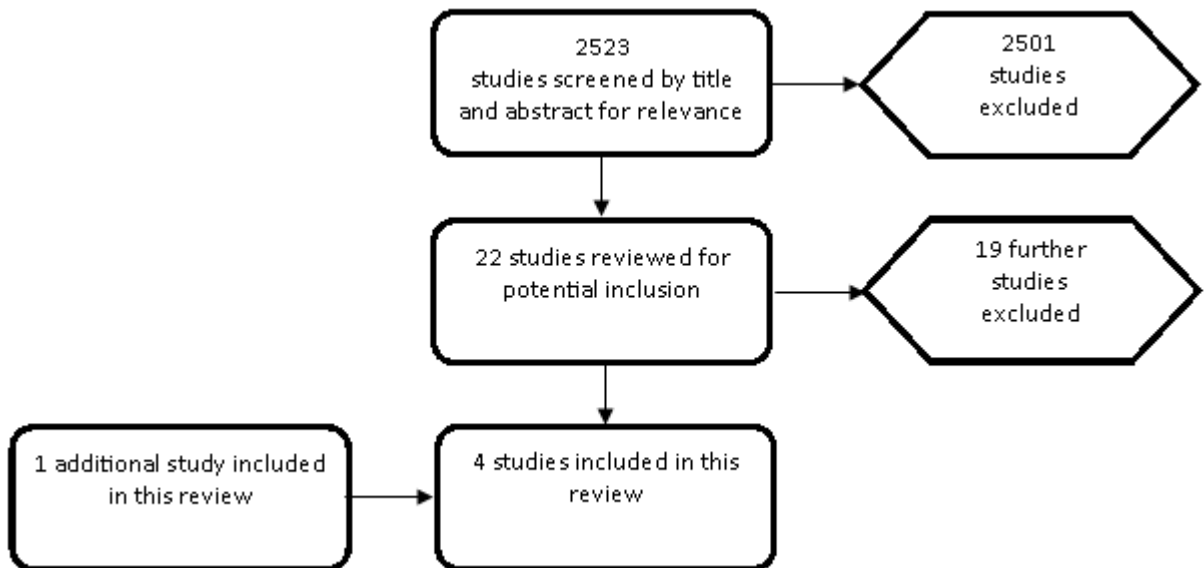 2523
studies screened by title
and abstract for relevance
2501
studies
excluded
22 studies reviewed for
potential inclusion
19 further
studies
excluded
1 additional study included
in this review
4 studies included in this
review